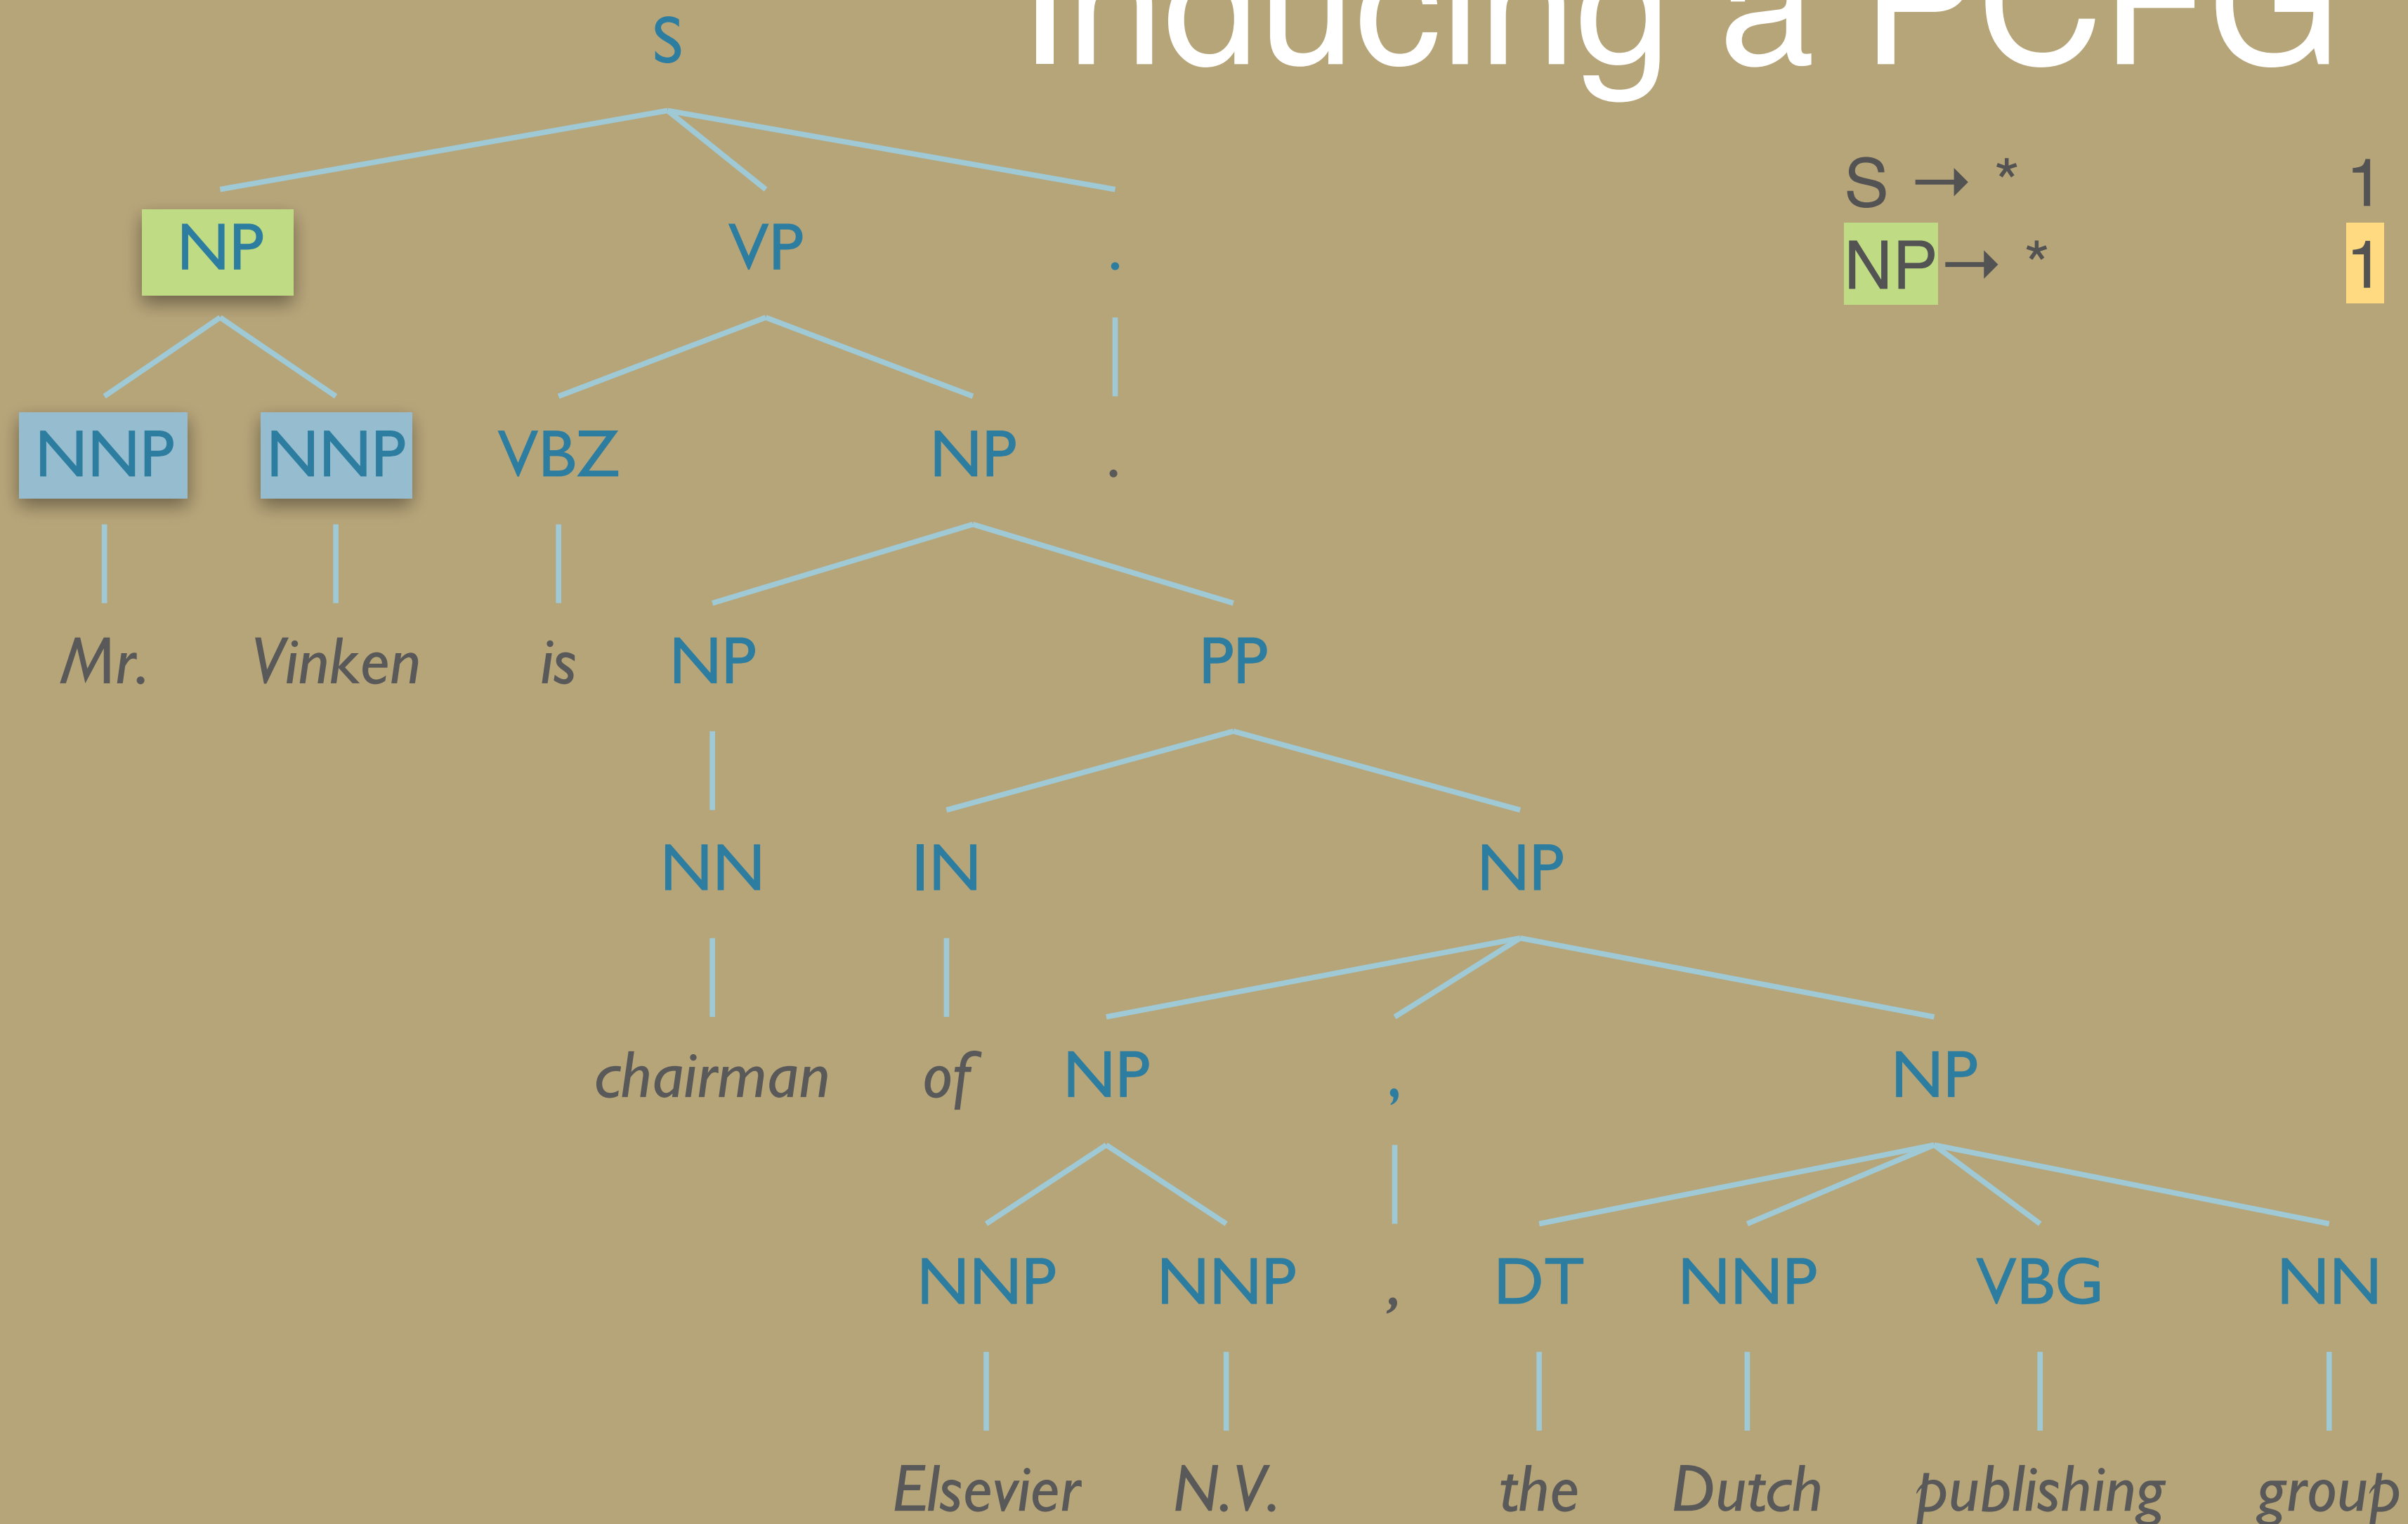 Inducing a PCFG
S
S → * 1
NP VP .
NP → * 1
NNP NNP VBZ NP .
Mr. Vinken is NP PP
NN IN NP
chairman of NP , NP
NNP NNP , DT NNP VBG NN
Elsevier N.V. the Dutch publishing group